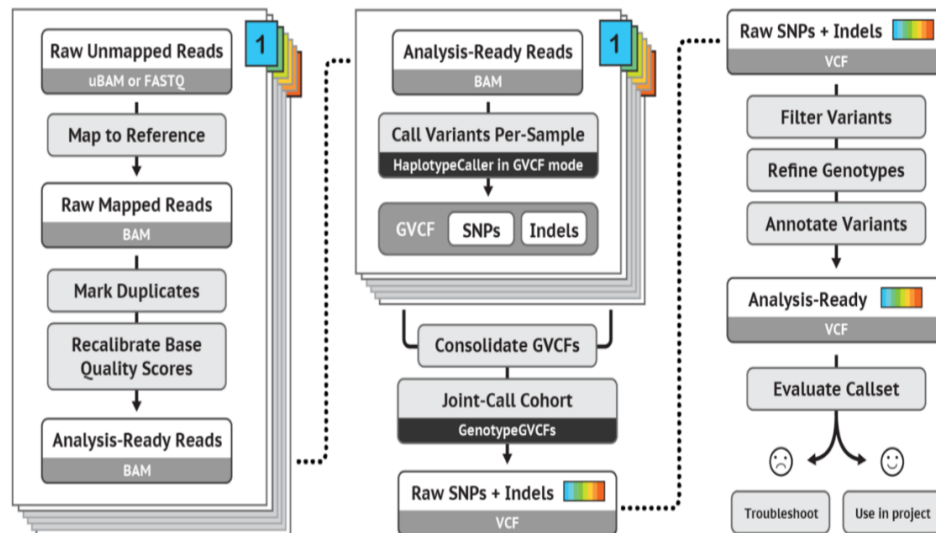 1
Raw Unmapped Reads
uBAM or FASTQ
Map to Reference
Raw Mapped Reads
BAM
Mark Duplicates
Recalibrate Base
Quality Scores
Analysis-Ready Reads
BAM
1
Analysis-Ready Reads
BAM
Call Variants Per-Sample
HaplotypeCaller in GVCF mode
GVCF SNPs Indels
Consolidate GVCFs
Joint-Call Cohort
GenotypeGVCFs
Raw SNPs + Indels
VCF
Raw SNPs + Indels
VCF
Filter Variants
Refine Genotypes
Annotate Variants
Analysis-Ready
VCF
Evaluate Callset
Troubleshoot Use in project